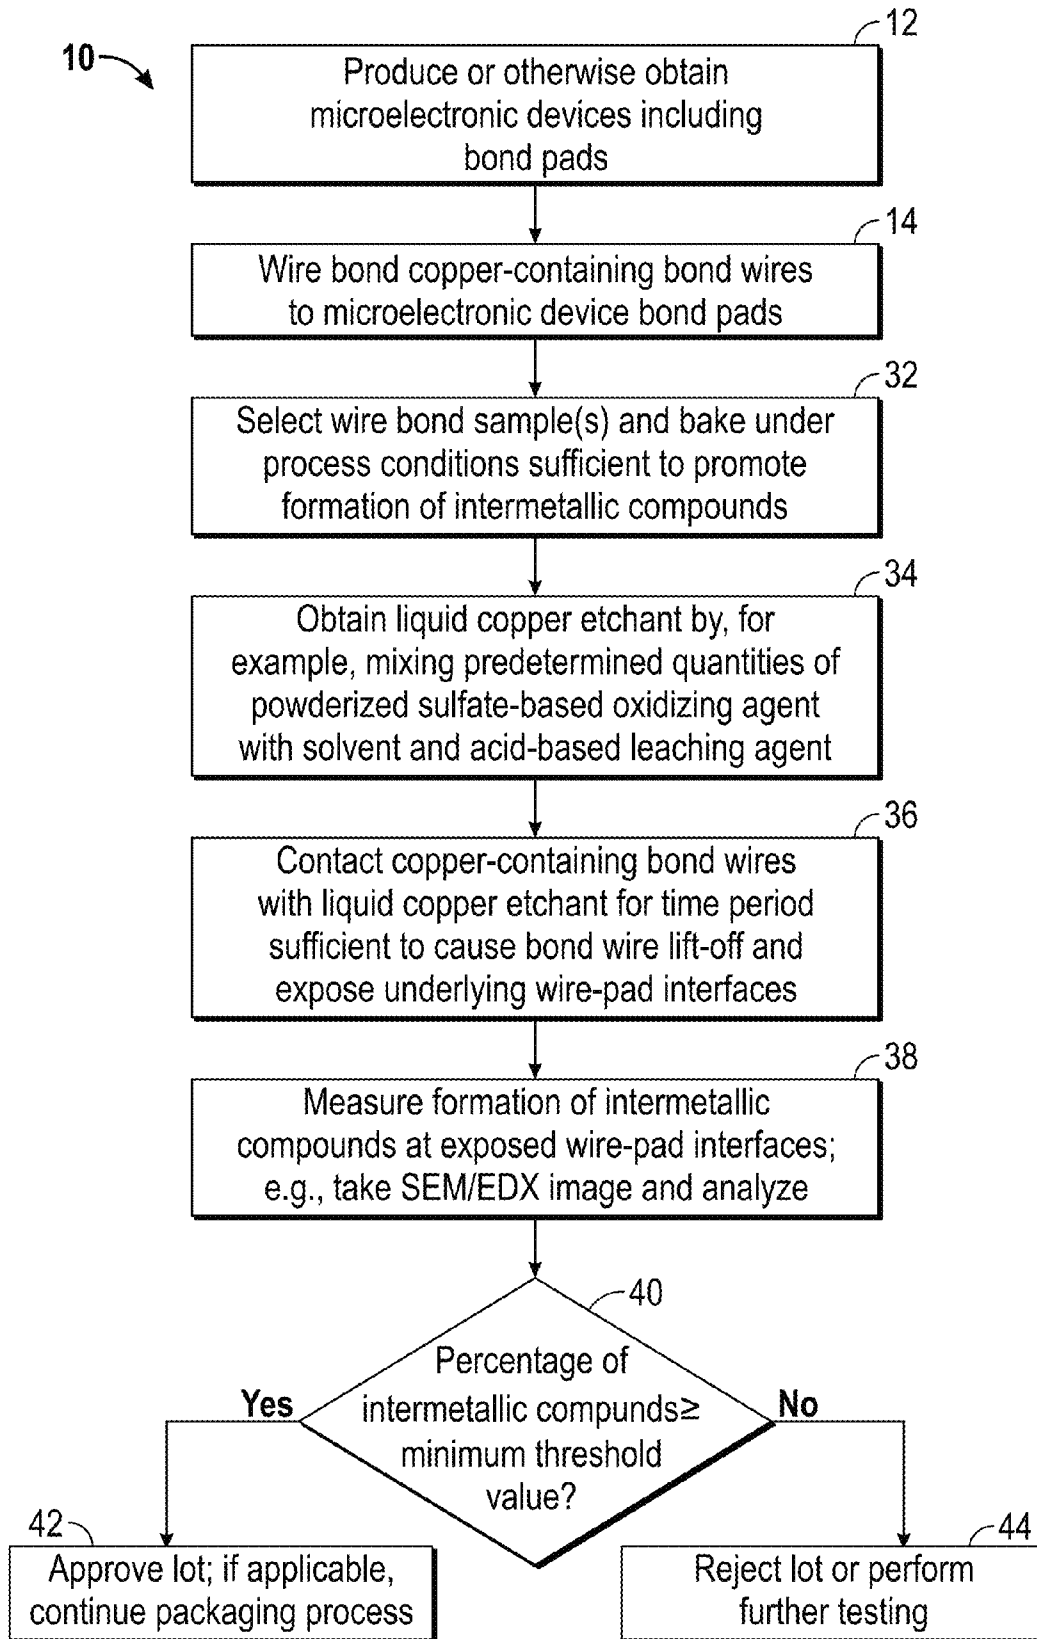 10
12
Produce or otherwise obtain
microelectronic devices including
bond pads
14
Wire bond copper-containing bond wires
to microelectronic device bond pads
32
Select wire bond sample(s) and bake under
process conditions sufficient to promote
formation of intermetallic compounds
34
Obtain liquid copper etchant by, for
example, mixing predetermined quantities of
powderized sulfate-based oxidizing agent
with solvent and acid-based leaching agent
36
Contact copper-containing bond wires
with liquid copper etchant for time period
sufficient to cause bond wire lift-off and
expose underlying wire-pad interfaces
38
Measure formation of intermetallic
compounds at exposed wire-pad interfaces;
e.g., take SEM/EDX image and analyze
40
Percentage of
intermetallic compunds≥
minimum threshold
value?
Yes
No
42
Approve lot; if applicable,
continue packaging process
44
Reject lot or perform
further testing